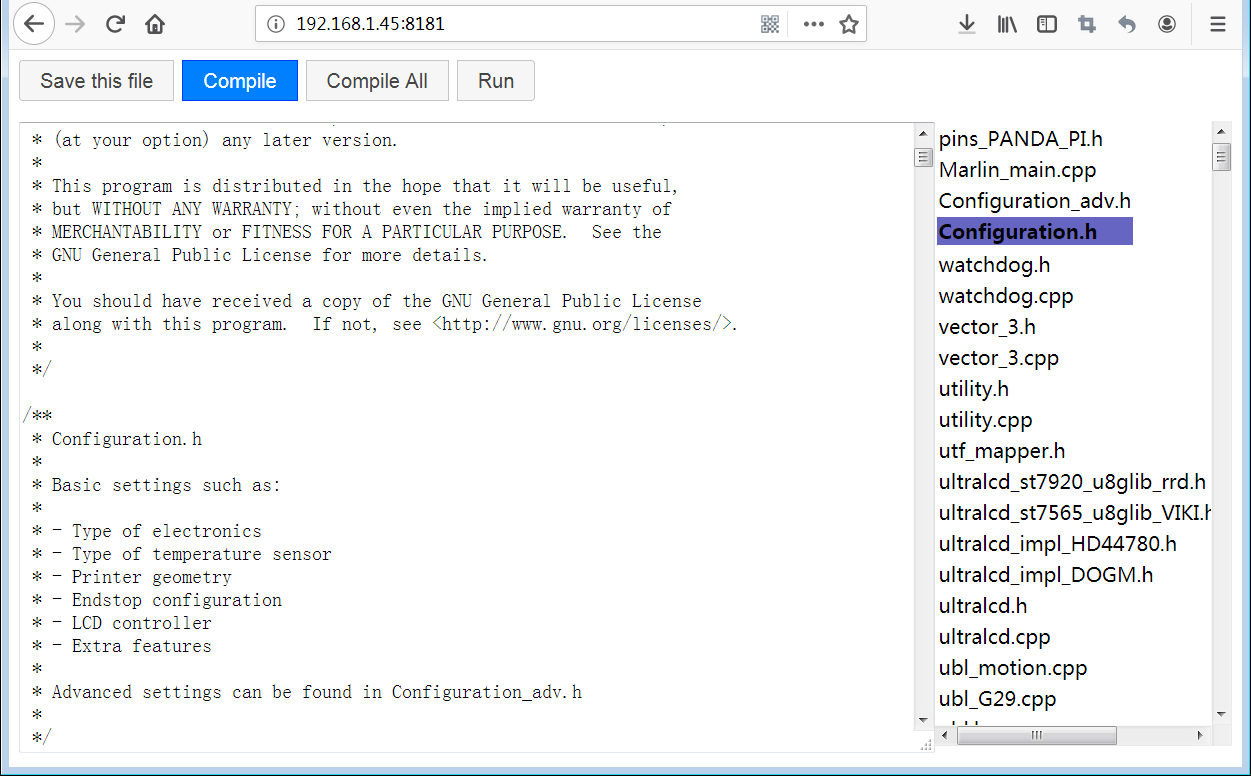 192.168.1.45:8181
Save this file
Compile
Compile All
Run
* (at your option) any later version.
*
* This program is distributed in the hope that it will be useful,
* but WITHOUT ANY WARRANTY; without even the implied warranty of
* MERCHANTABILITY or FITNESS FOR A PARTICULAR PURPOSE.  See the
* GNU General Public License for more details.
*
* You should have received a copy of the GNU General Public License
* along with this program.  If not, see <http://www.gnu.org/licenses/>.
*
*/
/**
* Configuration.h
*
* Basic settings such as:
*
* - Type of electronics
* - Type of temperature sensor
* - Printer geometry
* - Endstop configuration
* - LCD controller
* - Extra features
*
* Advanced settings can be found in Configuration_adv.h
*
*/
pins_PANDA_PI.h
Marlin_main.cpp
Configuration_adv.h
Configuration.h
watchdog.h
watchdog.cpp
vector_3.h
vector_3.cpp
utility.h
utility.cpp
utf_mapper.h
ultralcd_st7920_u8glib_rrd.h
ultralcd_st7565_u8glib_VIKI.h
ultralcd_impl_HD44780.h
ultralcd_impl_DOGM.h
ultralcd.h
ultralcd.cpp
ubl_motion.cpp
ubl_G29.cpp